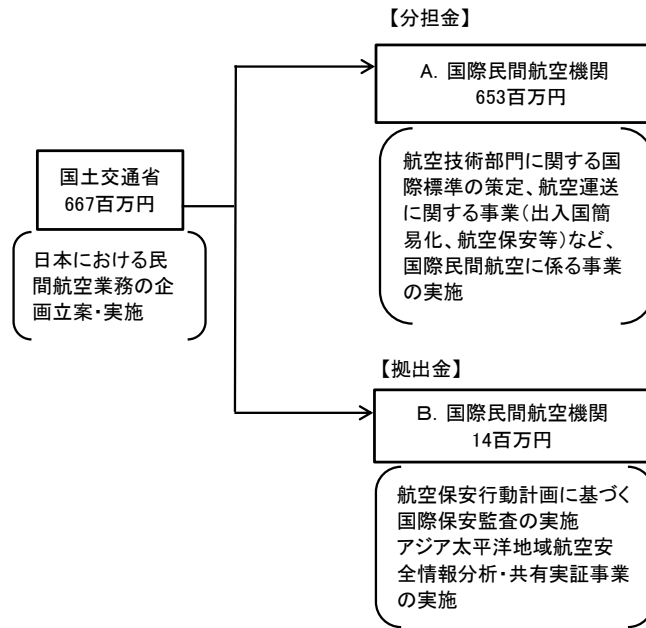 【分担金】
A．国際民間航空機関
653百万円
航空技術部門に関する国
際標準の策定、航空運送
に関する事業（出入国簡
易化、航空保安等）など、
国際民間航空に係る事業
の実施
国土交通省
667百万円
日本における民
間航空業務の企
画立案・実施
【拠出金】
Ｂ．国際民間航空機関
14百万円
航空保安行動計画に基づく
国際保安監査の実施
アジア太平洋地域航空安
全情報分析・共有実証事業
の実施